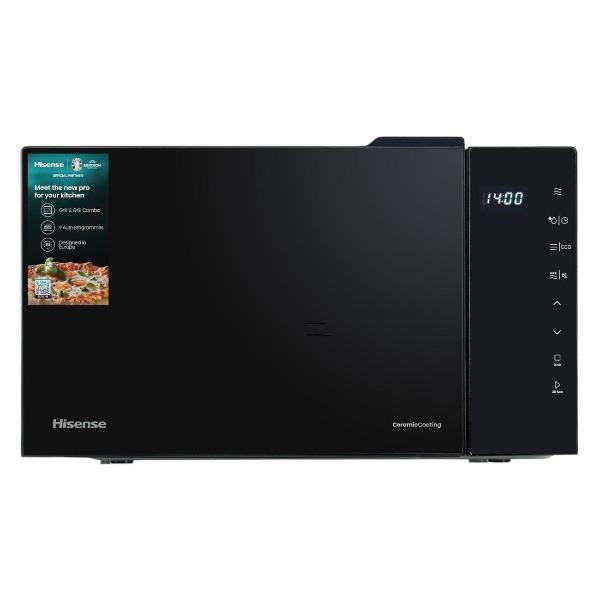 Hisense
OFFICIAL PARTNER
Meet the new pro
for your kitchen
Grill & Grill Combo
9 Auto Programmes
Designed in
Europe
14:00
ECO
Hisense
CeramicCoating